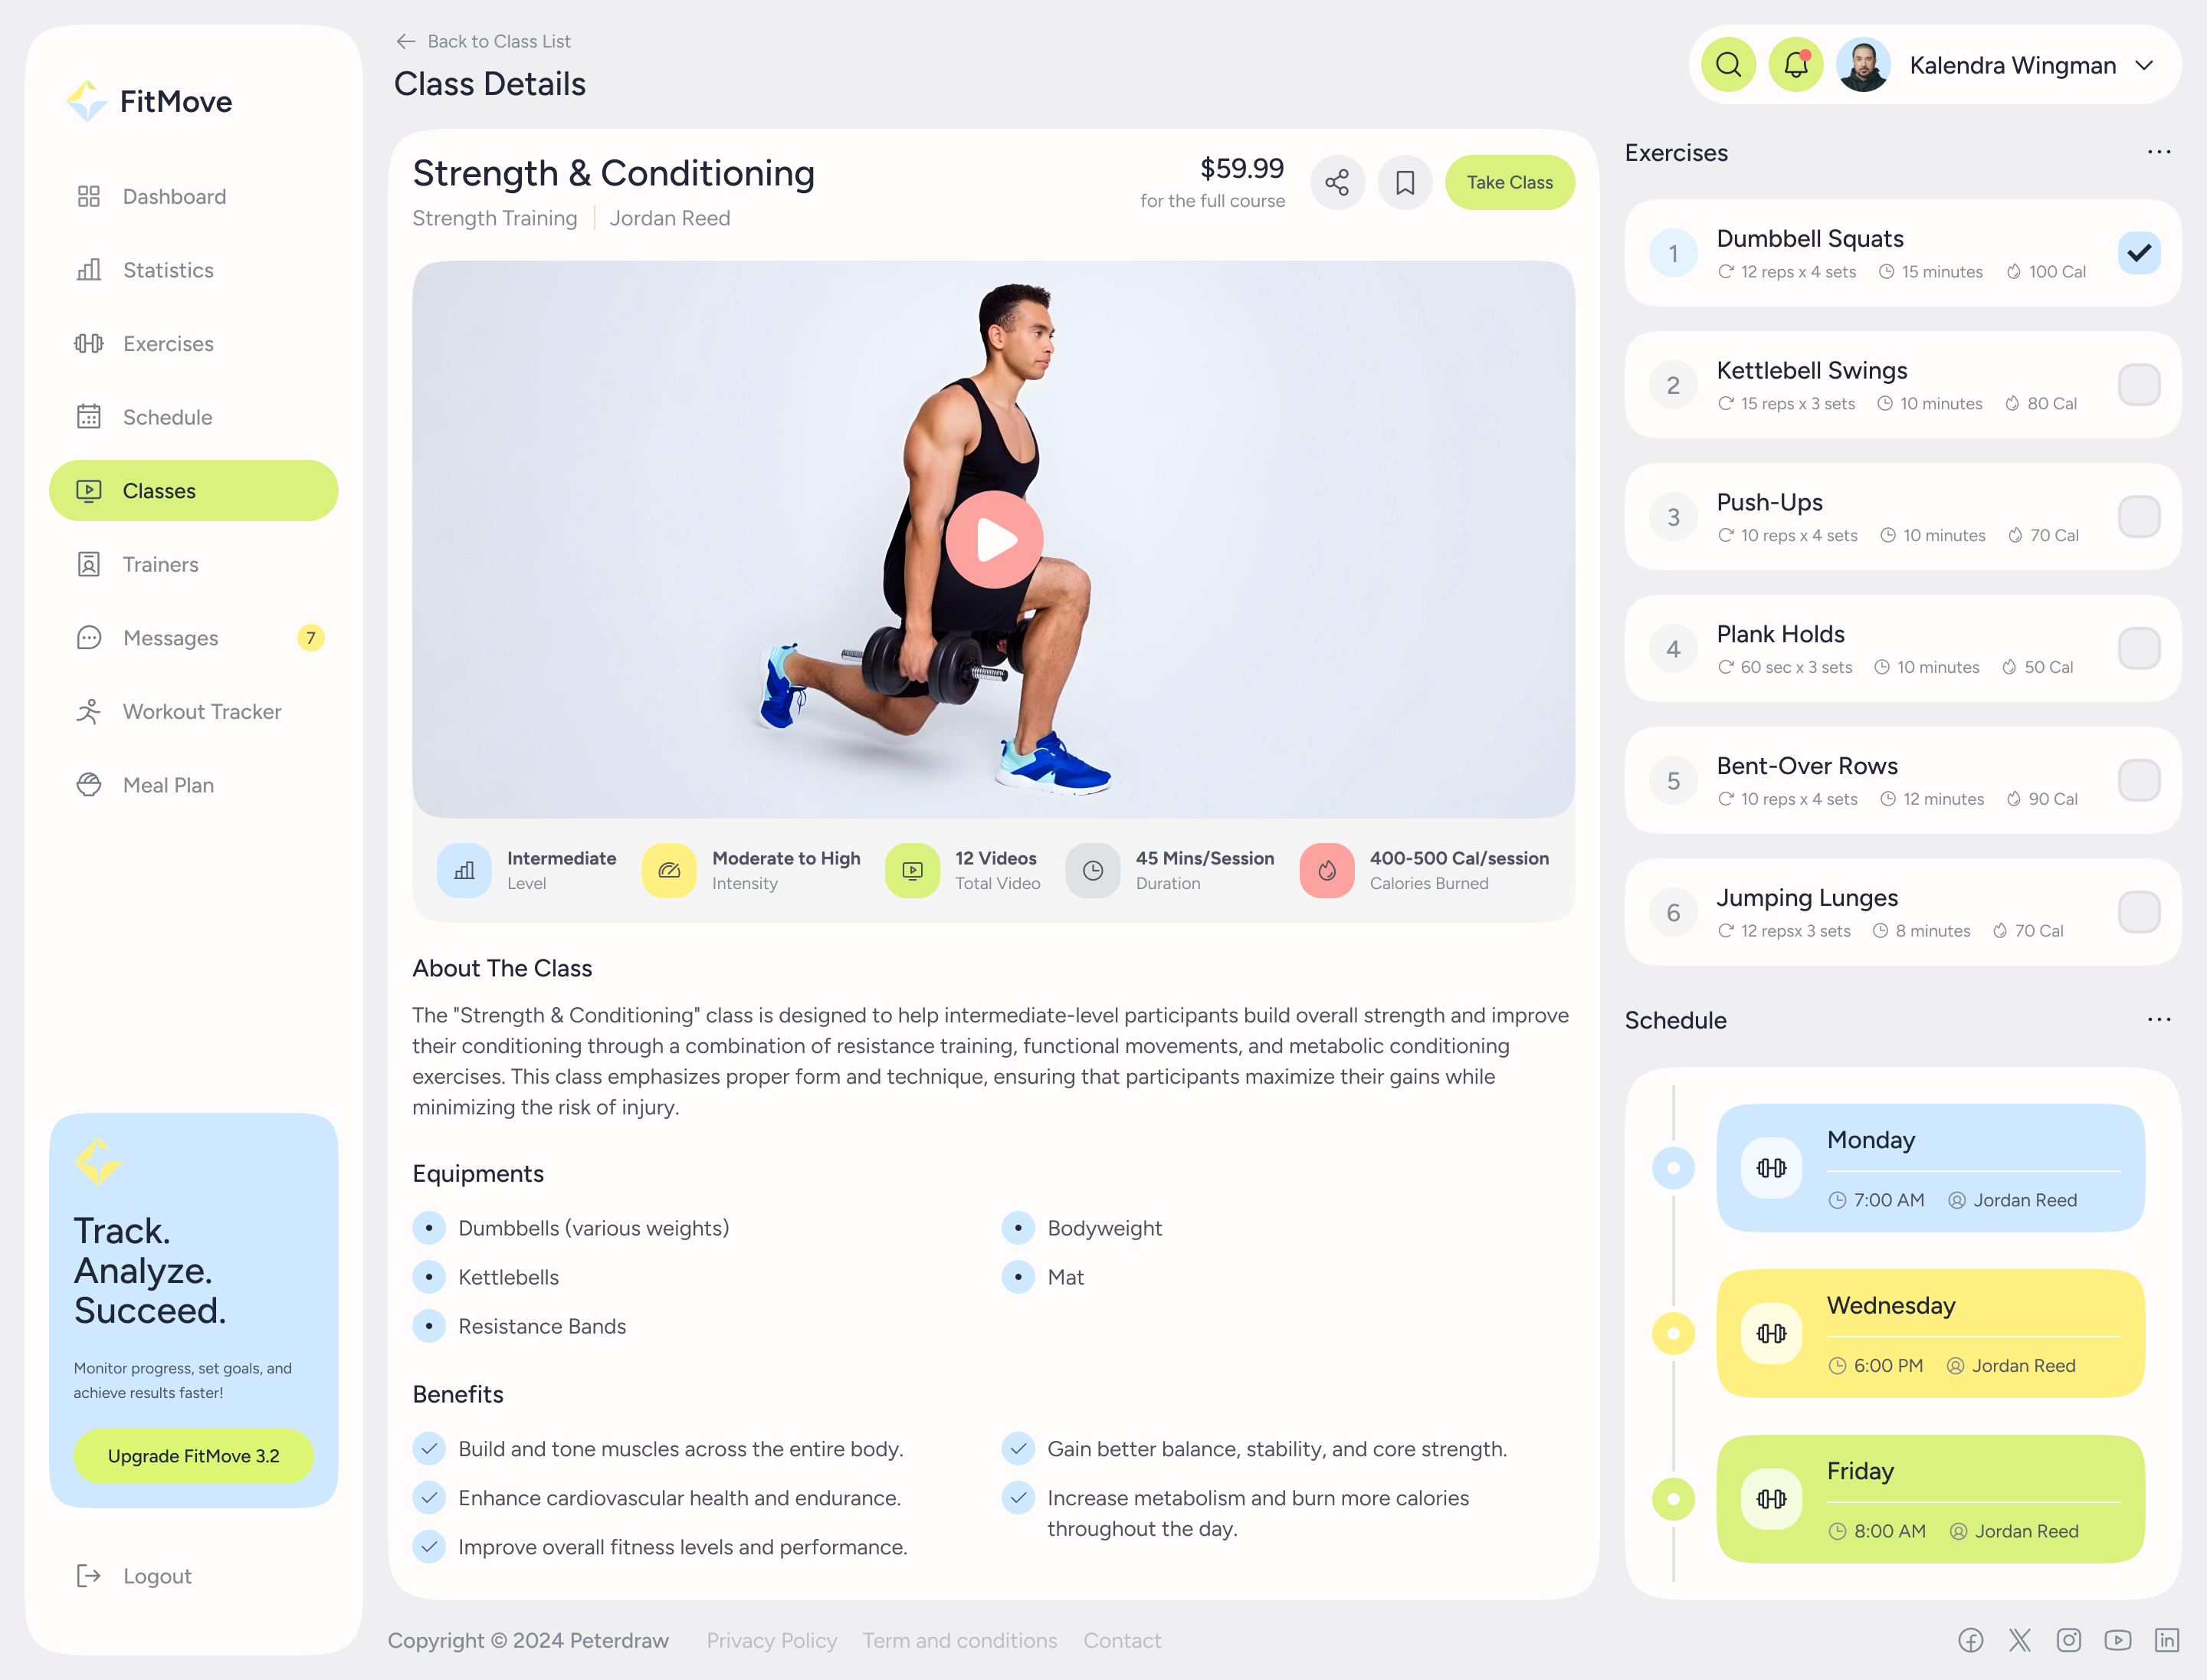 FitMove
Dashboard
Statistics
Exercises
Schedule
Classes
Trainers
Messages
7
Workout Tracker
Meal Plan
Track.
Analyze.
Succeed.
Monitor progress, set goals, and
achieve results faster!
Upgrade FitMove 3.2
Logout
Back to Class List
Class Details
Kalendra Wingman
Strength & Conditioning
Strength Training
Jordan Reed
$59.99
for the full course
Take Class
Intermediate
Level
Moderate to High
Intensity
12 Videos
Total Video
45 Mins/Session
Duration
400-500 Cal/session
Calories Burned
About The Class
The "Strength & Conditioning" class is designed to help intermediate-level participants build overall strength and improve
their conditioning through a combination of resistance training, functional movements, and metabolic conditioning
exercises. This class emphasizes proper form and technique, ensuring that participants maximize their gains while
minimizing the risk of injury.
Equipments
Dumbbells (various weights)
Kettlebells
Resistance Bands
Bodyweight
Mat
Benefits
Build and tone muscles across the entire body.
Enhance cardiovascular health and endurance.
Improve overall fitness levels and performance.
Gain better balance, stability, and core strength.
Increase metabolism and burn more calories
throughout the day.
Exercises
1
Dumbbell Squats
12 reps x 4 sets
15 minutes
100 Cal
2
Kettlebell Swings
15 reps x 3 sets
10 minutes
80 Cal
3
Push-Ups
10 reps x 4 sets
10 minutes
70 Cal
4
Plank Holds
60 sec x 3 sets
10 minutes
50 Cal
5
Bent-Over Rows
10 reps x 4 sets
12 minutes
90 Cal
6
Jumping Lunges
12 repsx 3 sets
8 minutes
70 Cal
Schedule
Monday
7:00 AM
Jordan Reed
Wednesday
6:00 PM
Jordan Reed
Friday
8:00 AM
Jordan Reed
Copyright © 2024 Peterdraw
Privacy Policy
Term and conditions
Contact